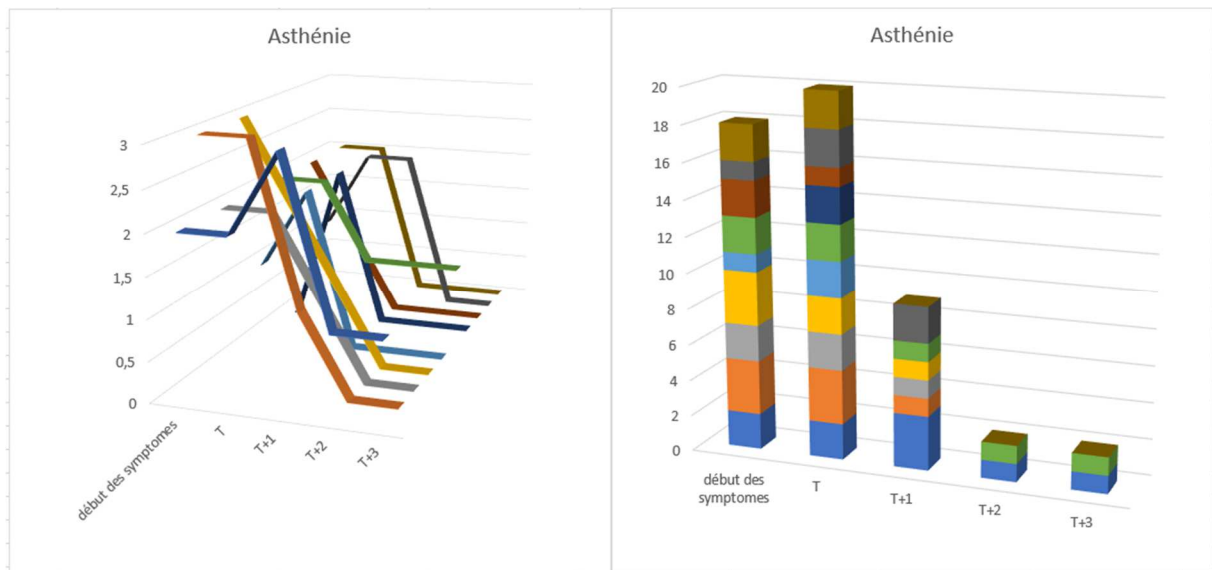 Asthénie
3
2,5
2
1,5
1
0,5
0
début des symptomes
T
T+1
T+2
T+3
Asthénie
20
18
16
14
12
10
8
6
4
2
0
début des
symptomes
T
T+1
T+2
T+3